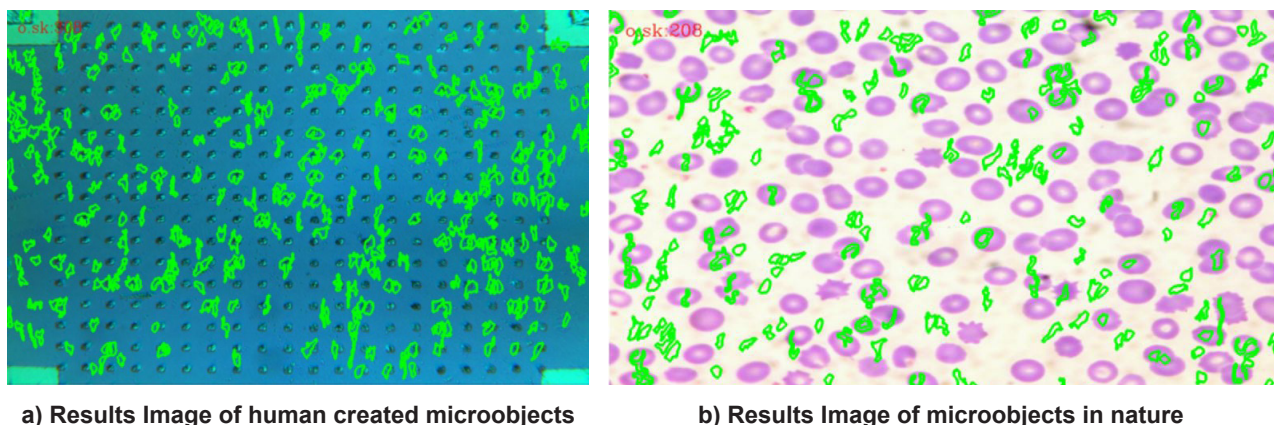 o.sk:208
a) Results Image of human created microobjects
b) Results Image of microobjects in nature